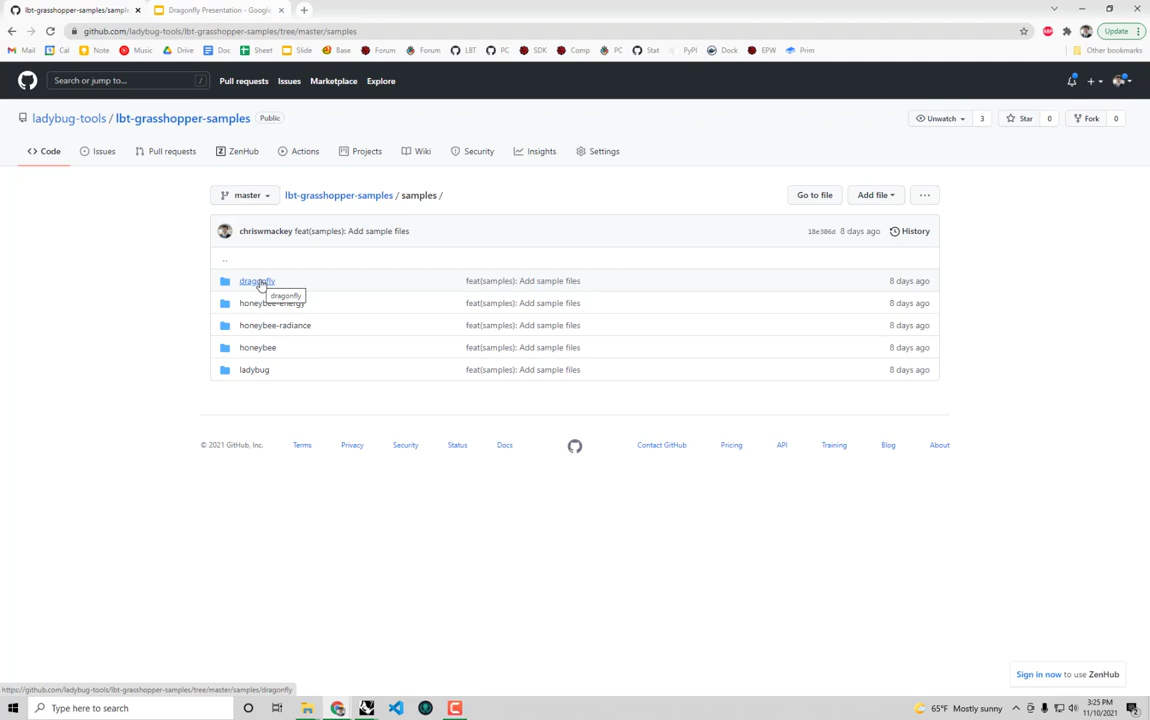 lbt-grasshopper-samples/sampl
Dragonfly Presentation - Google
github.com/ladybug-tools/lbt-grasshopper-samples/tree/master/samples
Update
Mail
Cal
Note
Music
Drive
Doc
Sheet
Slide
Base
Forum
Forum
LBT
PC
SDK
Comp
PC
Stat
PyPI
Dock
EPW
Prim
Other bookmarks
Search or jump to...
/
Pull requests
Issues
Marketplace
Explore
ladybug-tools / lbt-grasshopper-samples
Public
Unwatch
3
Star
0
Fork
0
Code
Issues
Pull requests
ZenHub
Actions
Projects
Wiki
Security
Insights
Settings
master
lbt-grasshopper-samples / samples /
Go to file
Add file
...
chriswmackey feat(samples): Add sample files
18e306d 8 days ago
History
..
dragonfly
feat(samples): Add sample files
8 days ago
dragonfly
honeybee-energy
feat(samples): Add sample files
8 days ago
honeybee-radiance
feat(samples): Add sample files
8 days ago
honeybee
feat(samples): Add sample files
8 days ago
ladybug
feat(samples): Add sample files
8 days ago
© 2021 GitHub, Inc.
Terms
Privacy
Security
Status
Docs
Contact GitHub
Pricing
API
Training
Blog
About
Sign in now to use ZenHub
https://github.com/ladybug-tools/lbt-grasshopper-samples/tree/master/samples/dragonfly
Type here to search
65°F Mostly sunny
3:25 PM
11/10/2021
2